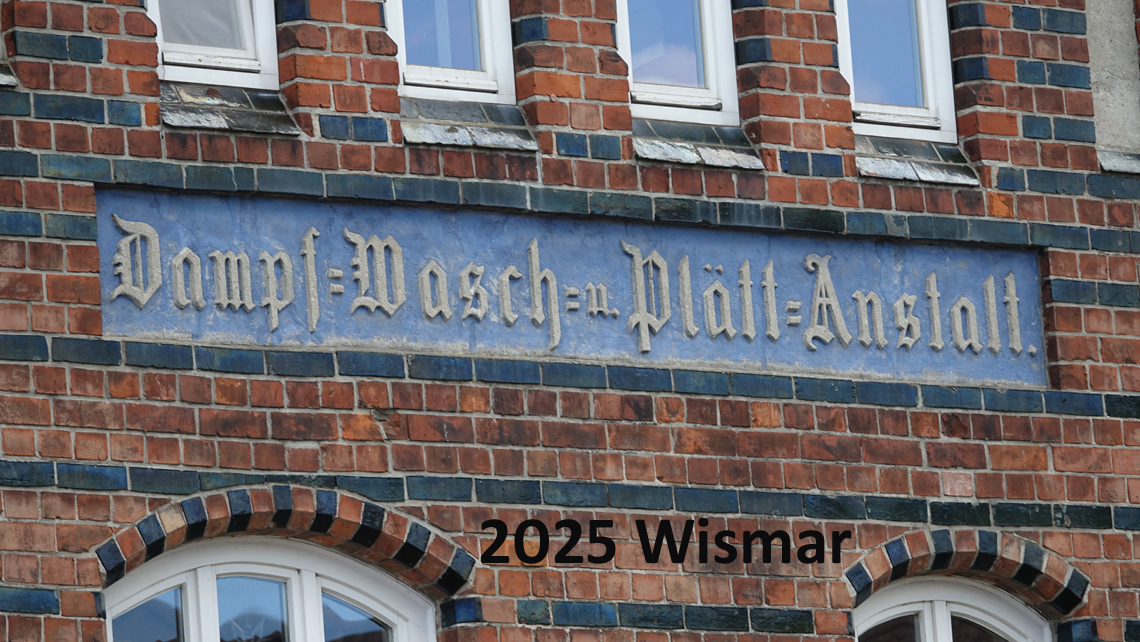 Dampf=Wasch=u. Plätt=Anstalt.
2025 Wismar